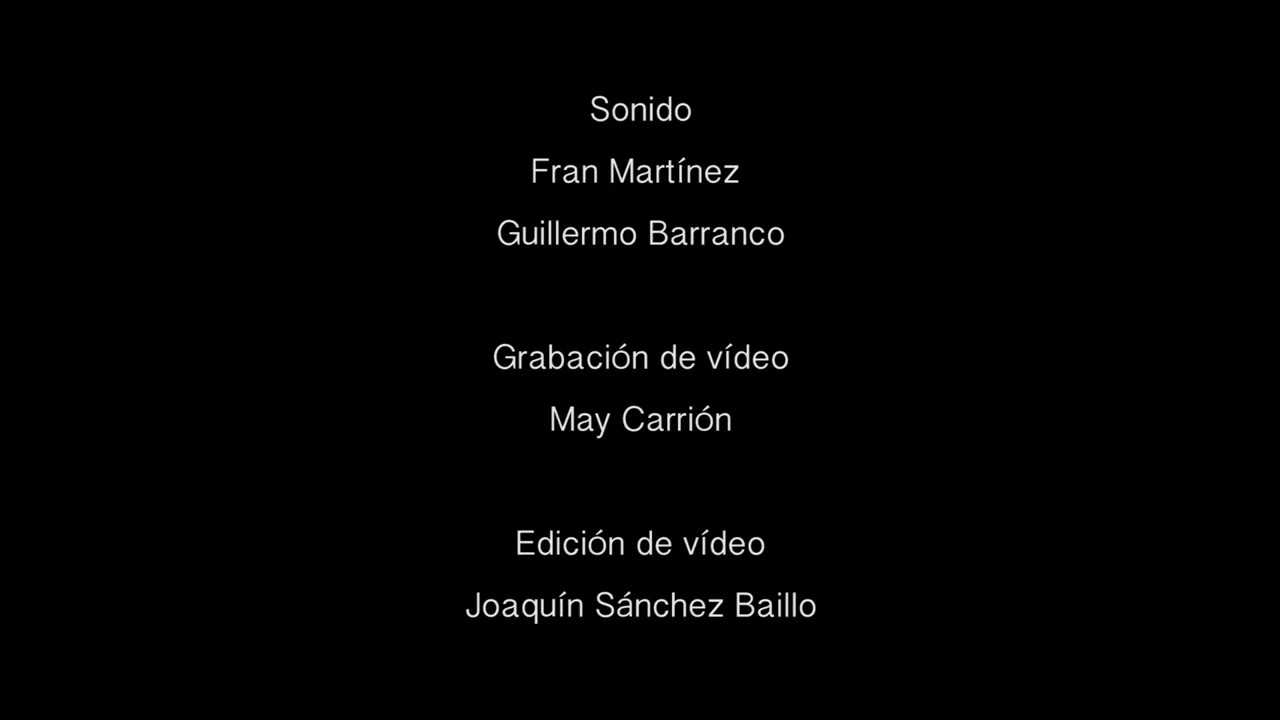 Sonido
Fran Martínez
Guillermo Barranco
Grabación de vídeo
May Carrión
Edición de vídeo
Joaquín Sánchez Baillo